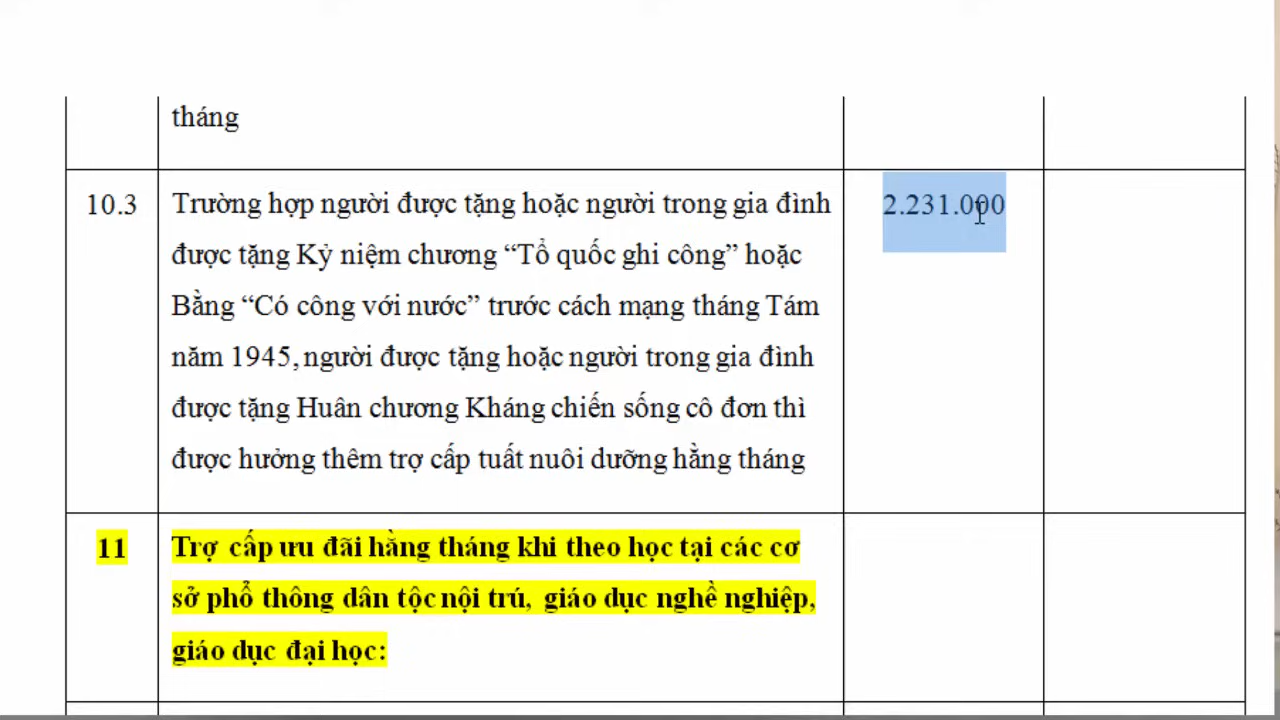 tháng
10.3 Trường hợp người được tặng hoặc người trong gia đình 2.231.000
được tặng Kỷ niệm chương “Tổ quốc ghi công” hoặc
Bằng “Có công với nước” trước cách mạng tháng Tám
năm 1945, người được tặng hoặc người trong gia đình
được tặng Huân chương Kháng chiến sống cô đơn thì
được hưởng thêm trợ cấp tuất nuôi dưỡng hằng tháng
11 Trợ cấp ưu đãi hằng tháng khi theo học tại các cơ
sở phổ thông dân tộc nội trú, giáo dục nghề nghiệp,
giáo dục đại học: